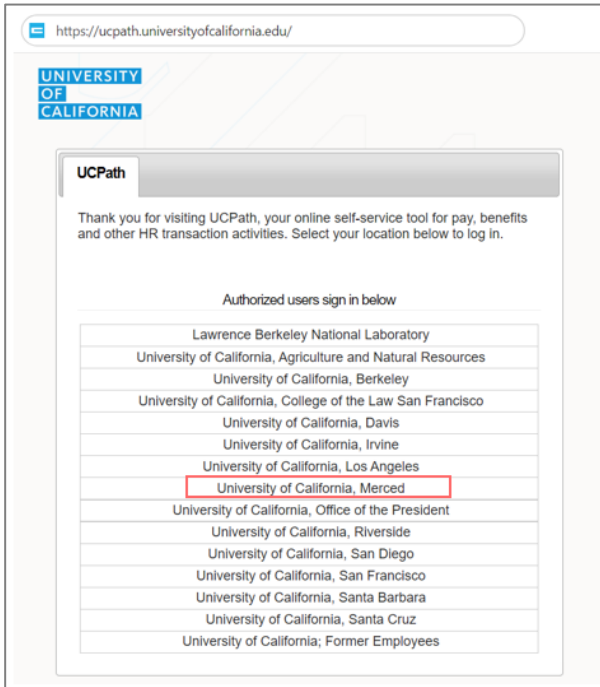 https://ucpath.universityofcalifornia.edu/
UNIVERSITY
OF
CALIFORNIA
UCPath
Thank you for visiting UCPath, your online self-service tool for pay, benefits
and other HR transaction activities. Select your location below to log in.
Authorized users sign in below
Lawrence Berkeley National Laboratory
University of California, Agriculture and Natural Resources
University of California, Berkeley
University of California, College of the Law San Francisco
University of California, Davis
University of California, Irvine
University of California, Los Angeles
University of California, Merced
University of California, Office of the President
University of California, Riverside
University of California, San Diego
University of California, San Francisco
University of California, Santa Barbara
University of California, Santa Cruz
University of California; Former Employees